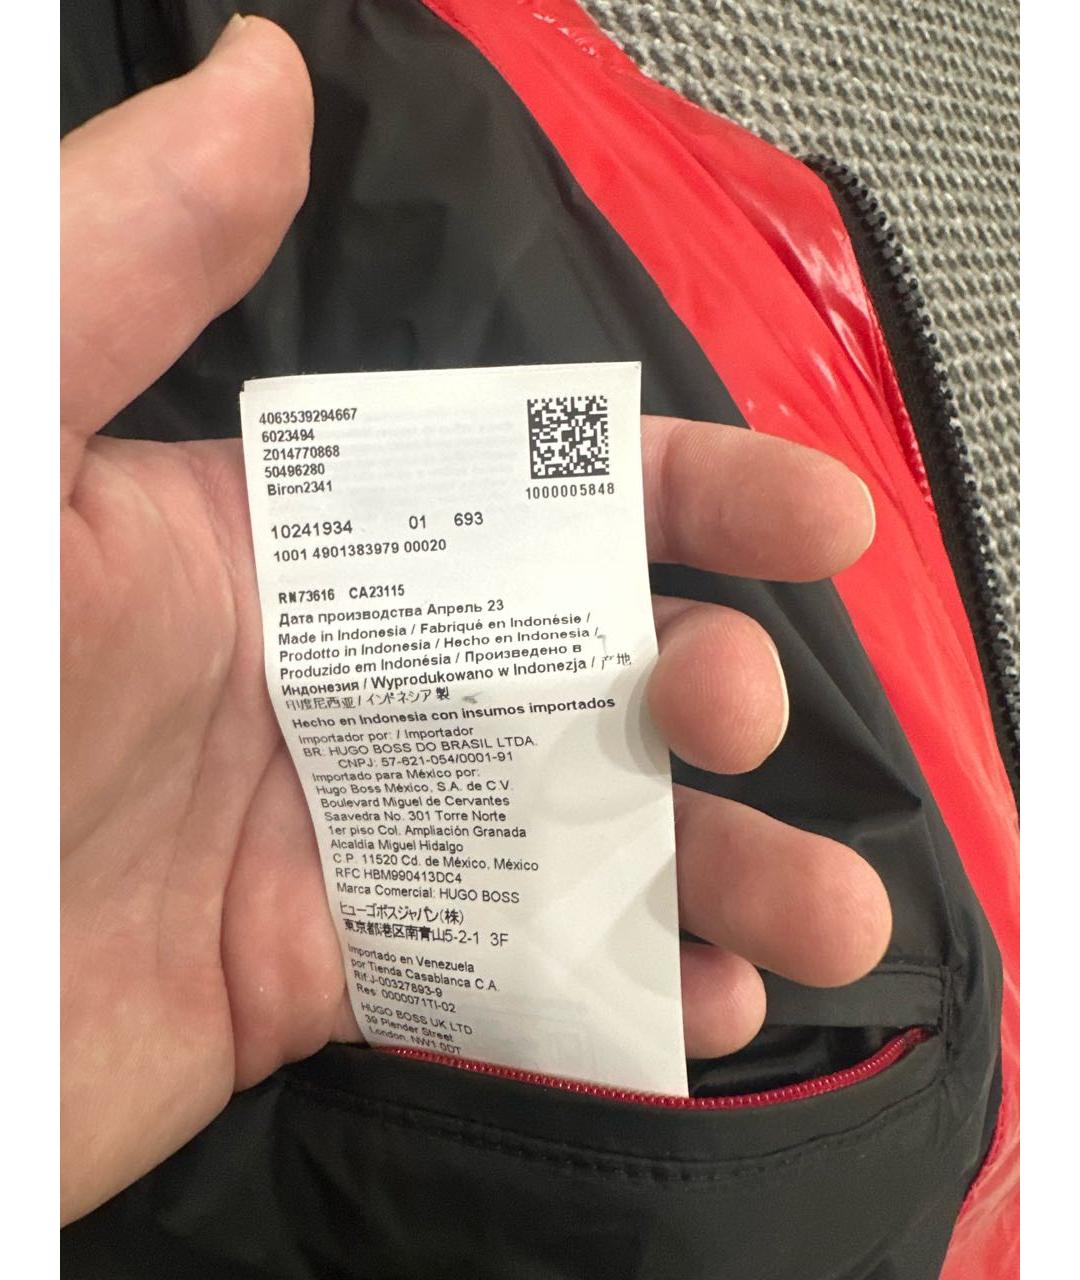 4063539294667
6023494
Z014770868
50496280
Biron2341
1000005848
10241934 01 693
1001 4901383979 00020
RN73616 CA23115
Дата производства Апрель 23
Made in Indonesia / Fabriqué en Indonésie /
Prodotto in Indonesia / Hecho en Indonesia /
Produzido em Indonésia / Произведено в
Индонезия / Wyprodukowano w Indonezja / 产地
印度尼西亚 / インドネシア 製
Hecho en Indonesia con insumos importados
Importador por: / Importador
BR: HUGO BOSS DO BRASIL LTDA.
CNPJ: 57-621-054/0001-91
Importado para México por:
Hugo Boss México, S.A. de C.V.
Boulevard Miguel de Cervantes
Saavedra No. 301 Torre Norte
1er piso Col. Ampliación Granada
Alcaldía Miguel Hidalgo
C.P. 11520 Cd. de México, México
RFC HBM990413DC4
Marca Comercial: HUGO BOSS
ヒューゴボスジャパン(株)
東京都港区南青山5-2-1 3F
Importado en Venezuela
por Tienda Casablanca C.A.
Rif:J-00327893-9
Res: 0000071TI-02
HUGO BOSS UK LTD
39 Plender Street
London, NW1 0DT